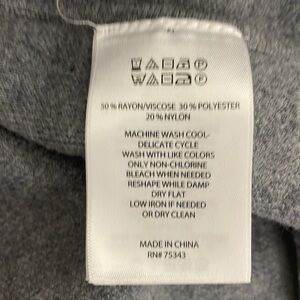 50 % RAYON/VISCOSE 30 % POLYESTER
20 % NYLON
MACHINE WASH COOL-
DELICATE CYCLE
WASH WITH LIKE COLORS
ONLY NON-CHLORINE
BLEACH WHEN NEEDED
RESHAPE WHILE DAMP
DRY FLAT
LOW IRON IF NEEDED
OR DRY CLEAN
MADE IN CHINA
RN# 75343